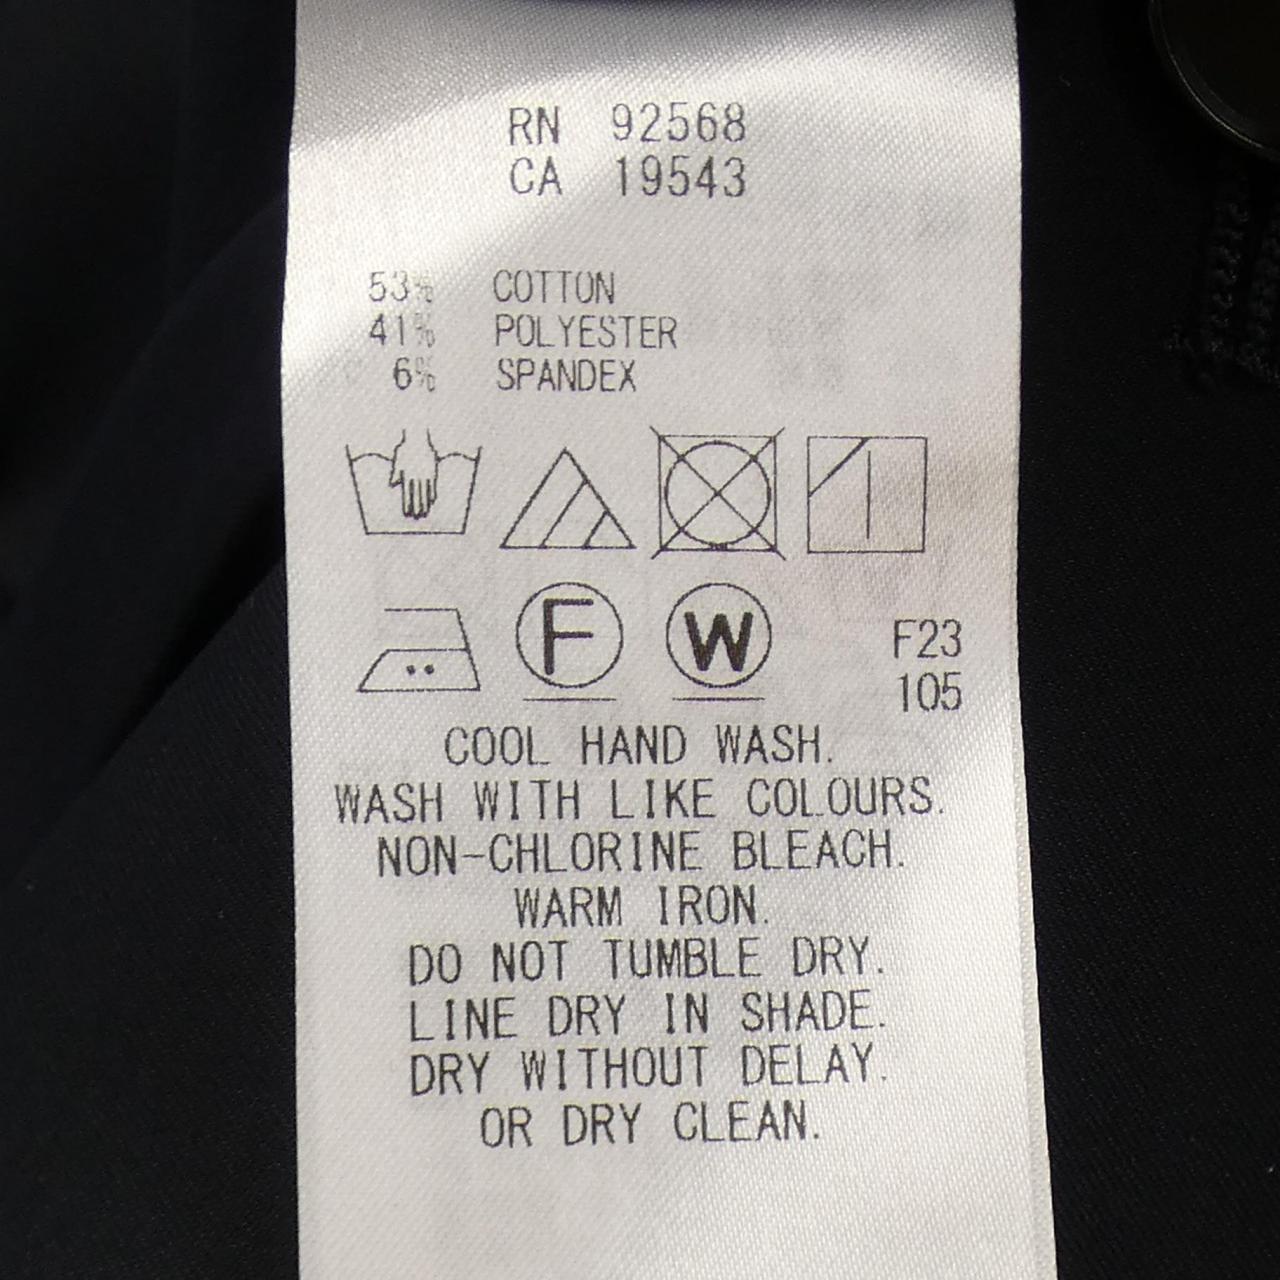 RN 92568
CA 19543
53% COTTON
41% POLYESTER
6% SPANDEX
F W F23
105
COOL HAND WASH.
WASH WITH LIKE COLOURS.
NON-CHLORINE BLEACH.
WARM IRON.
DO NOT TUMBLE DRY.
LINE DRY IN SHADE.
DRY WITHOUT DELAY.
OR DRY CLEAN.